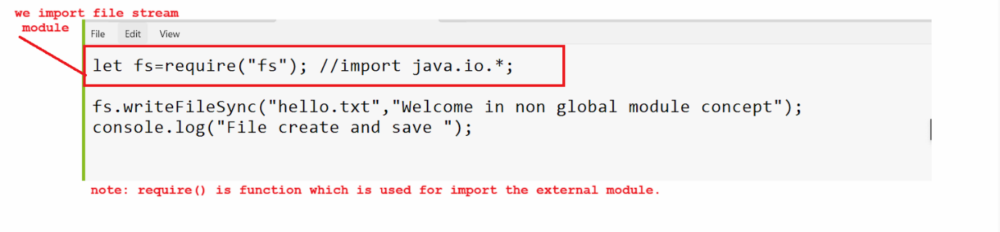 we import file stream
module
File Edit View
let fs=require("fs"); //import java.io.*;
fs.writeFileSync("hello.txt","Welcome in non global module concept");
console.log("File create and save ");
note: require() is function which is used for import the external module.